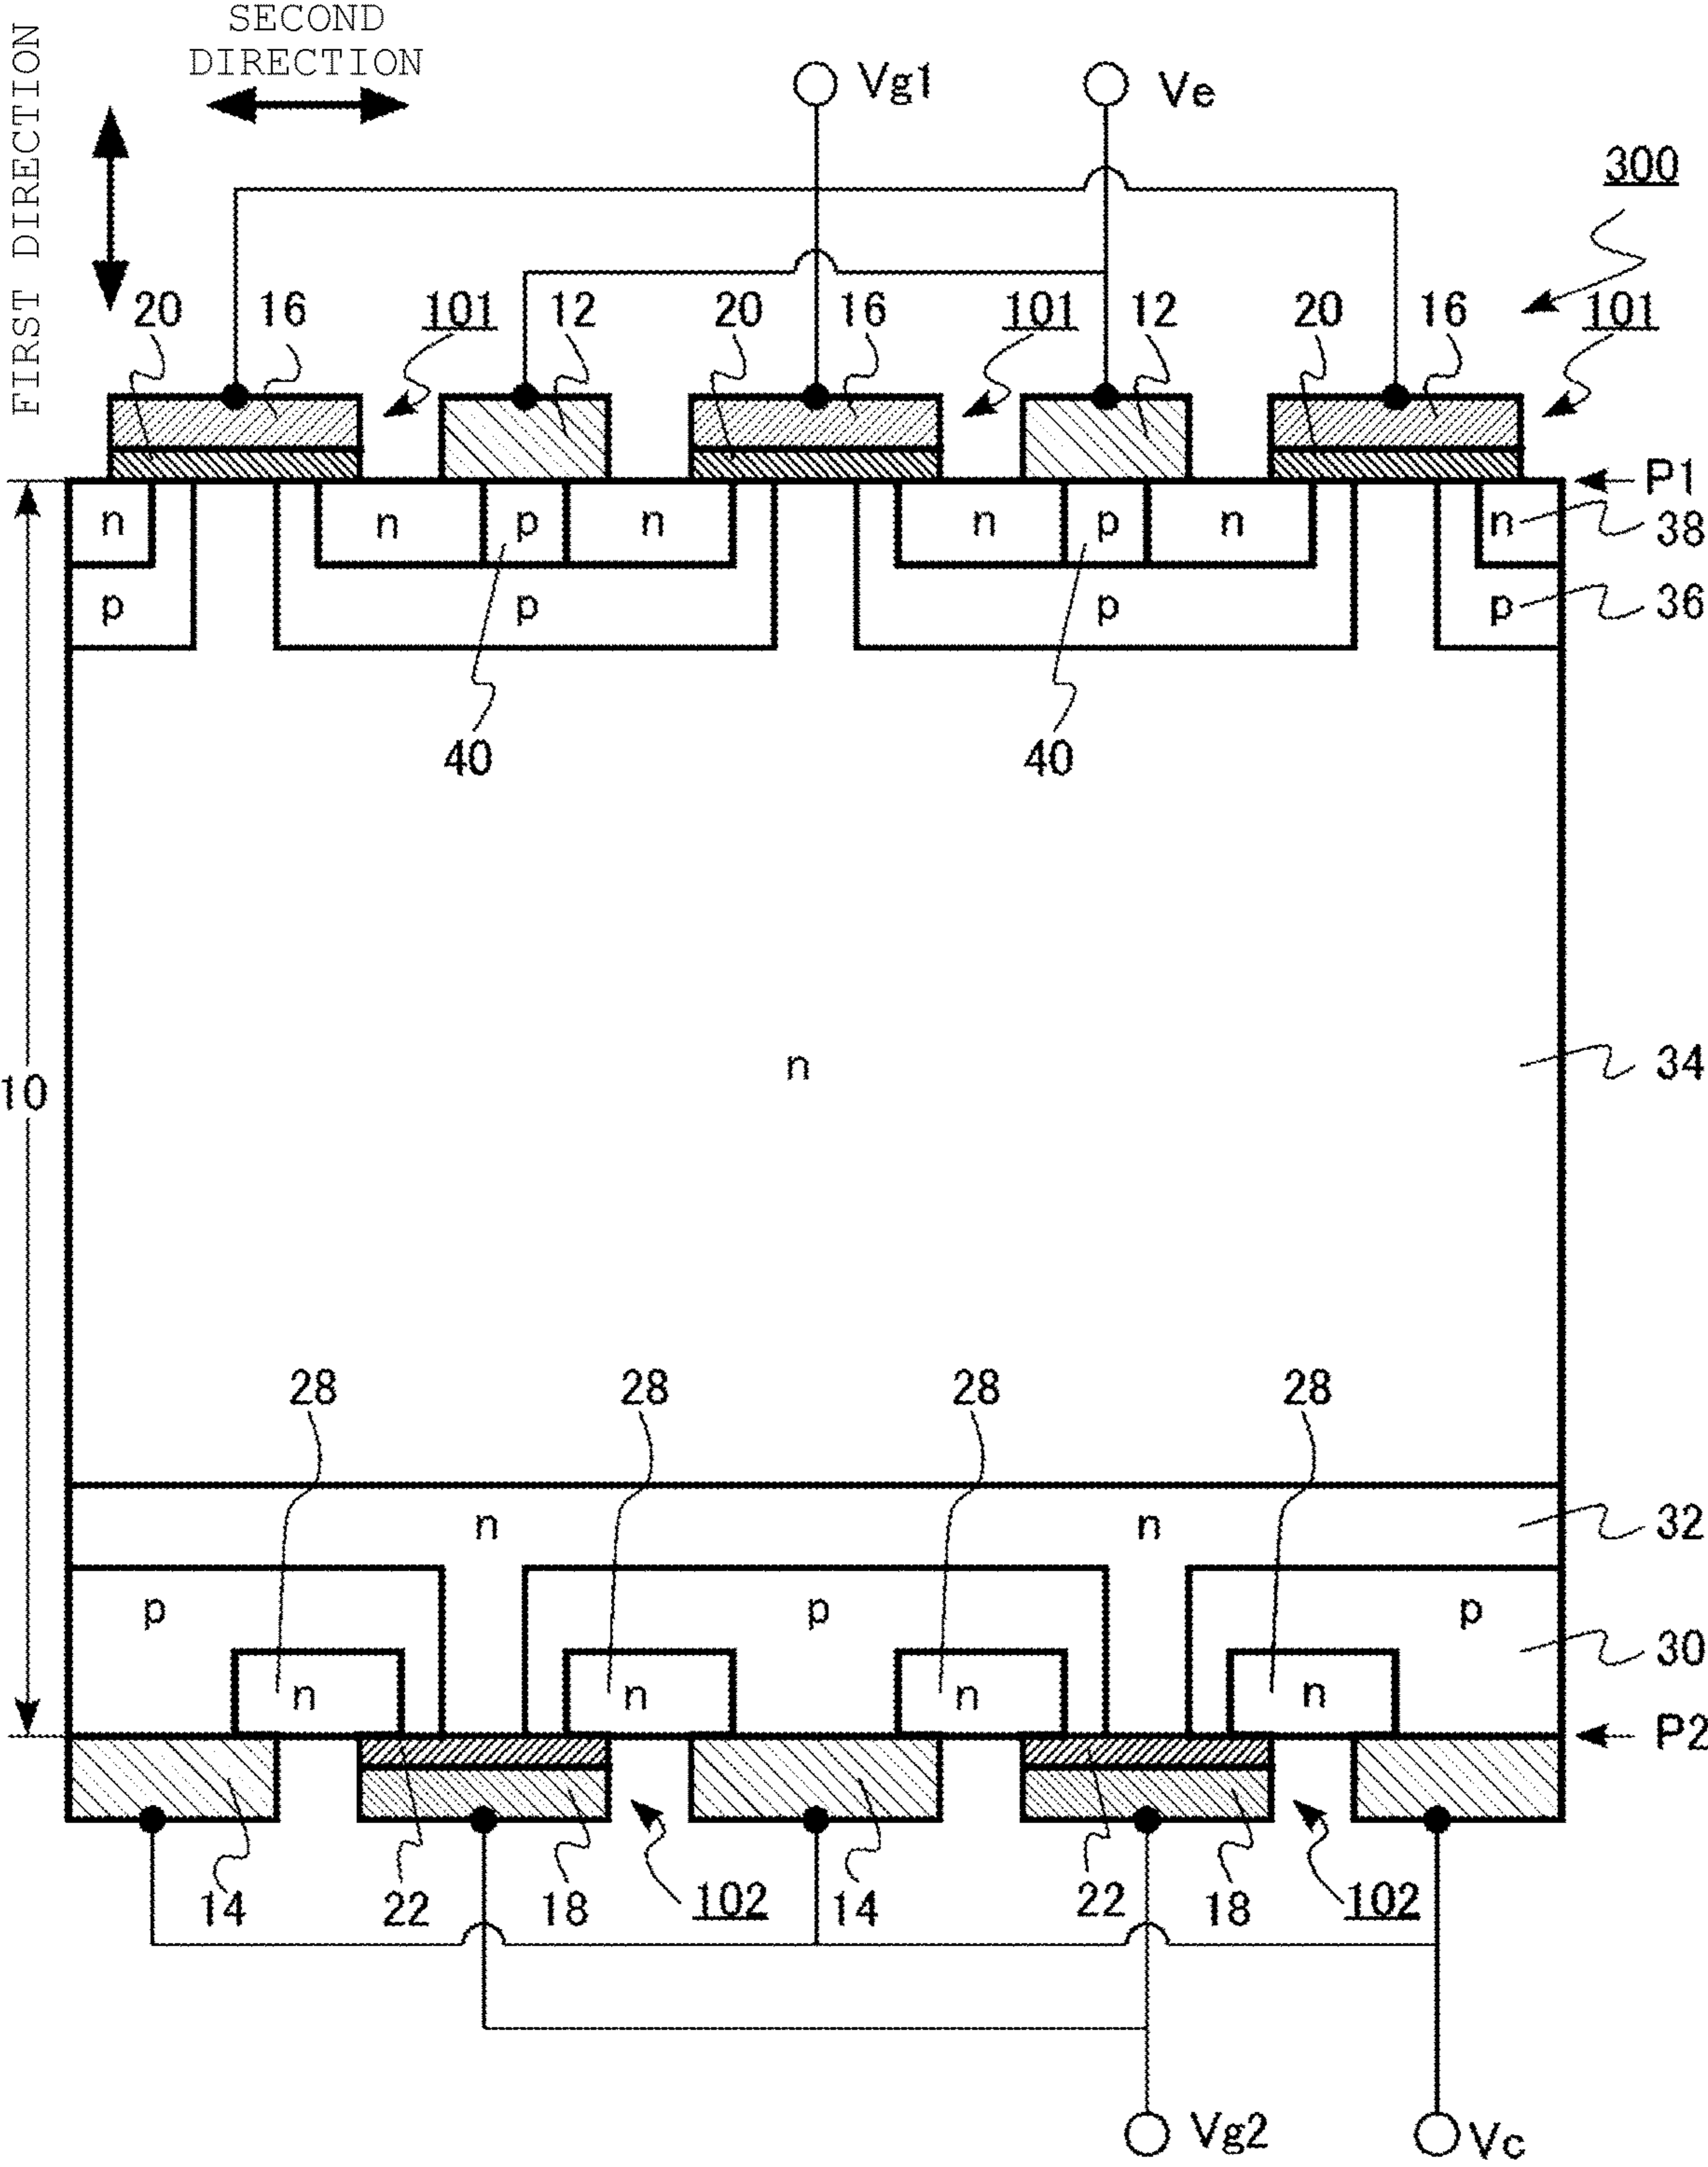 SECOND
DIRECTION
FIRST DIRECTION
Vg1
Ve
300
20
16
101
12
20
16
101
12
20
16
101
P1
n
n
p
n
n
p
n
n
38
p
p
p
p
36
40
40
n
34
10
28
28
28
28
n
n
32
p
p
p
30
n
n
n
n
P2
14
22
18
102
14
22
18
102
Vg2
Vc